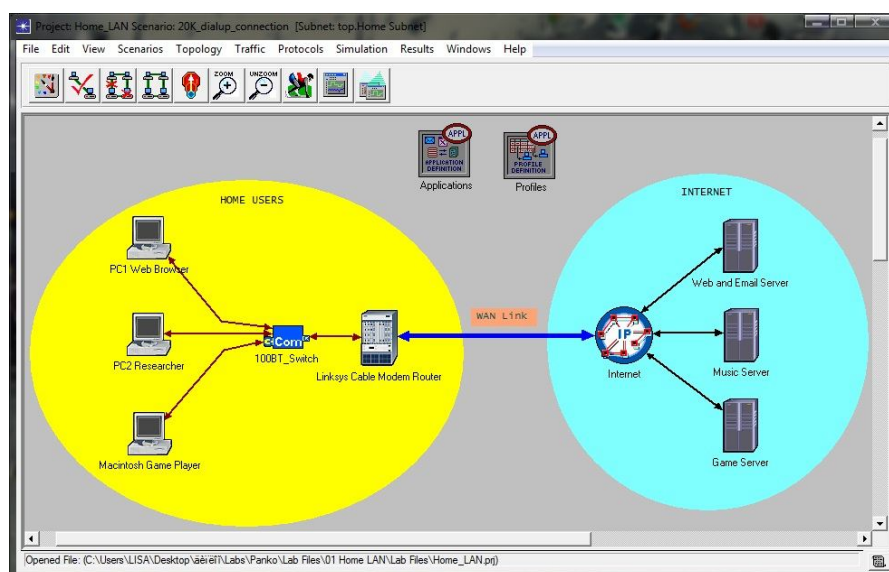 Project: Home_LAN Scenario: 20K_dialup_connection [Subnet: top.Home Subnet]
File Edit View Scenarios Topology Traffic Protocols Simulation Results Windows Help
ZOOM
UNZOOM
APPL
APPLICATION
DEFINITION
Applications
APPL
PROFILE
DEFINITION
Profiles
HOME USERS
INTERNET
PC1 Web Browser
PC2 Researcher
Macintosh Game Player
3Com
100BT_Switch
Linksys Cable Modem Router
WAN Link
IP
Internet
Web and Email Server
Music Server
Game Server
Opened File: (C:\Users\LISA\Desktop\äèïëîì\Labs\Panko\Lab Files\01 Home LAN\Lab Files\Home_LAN.prj)